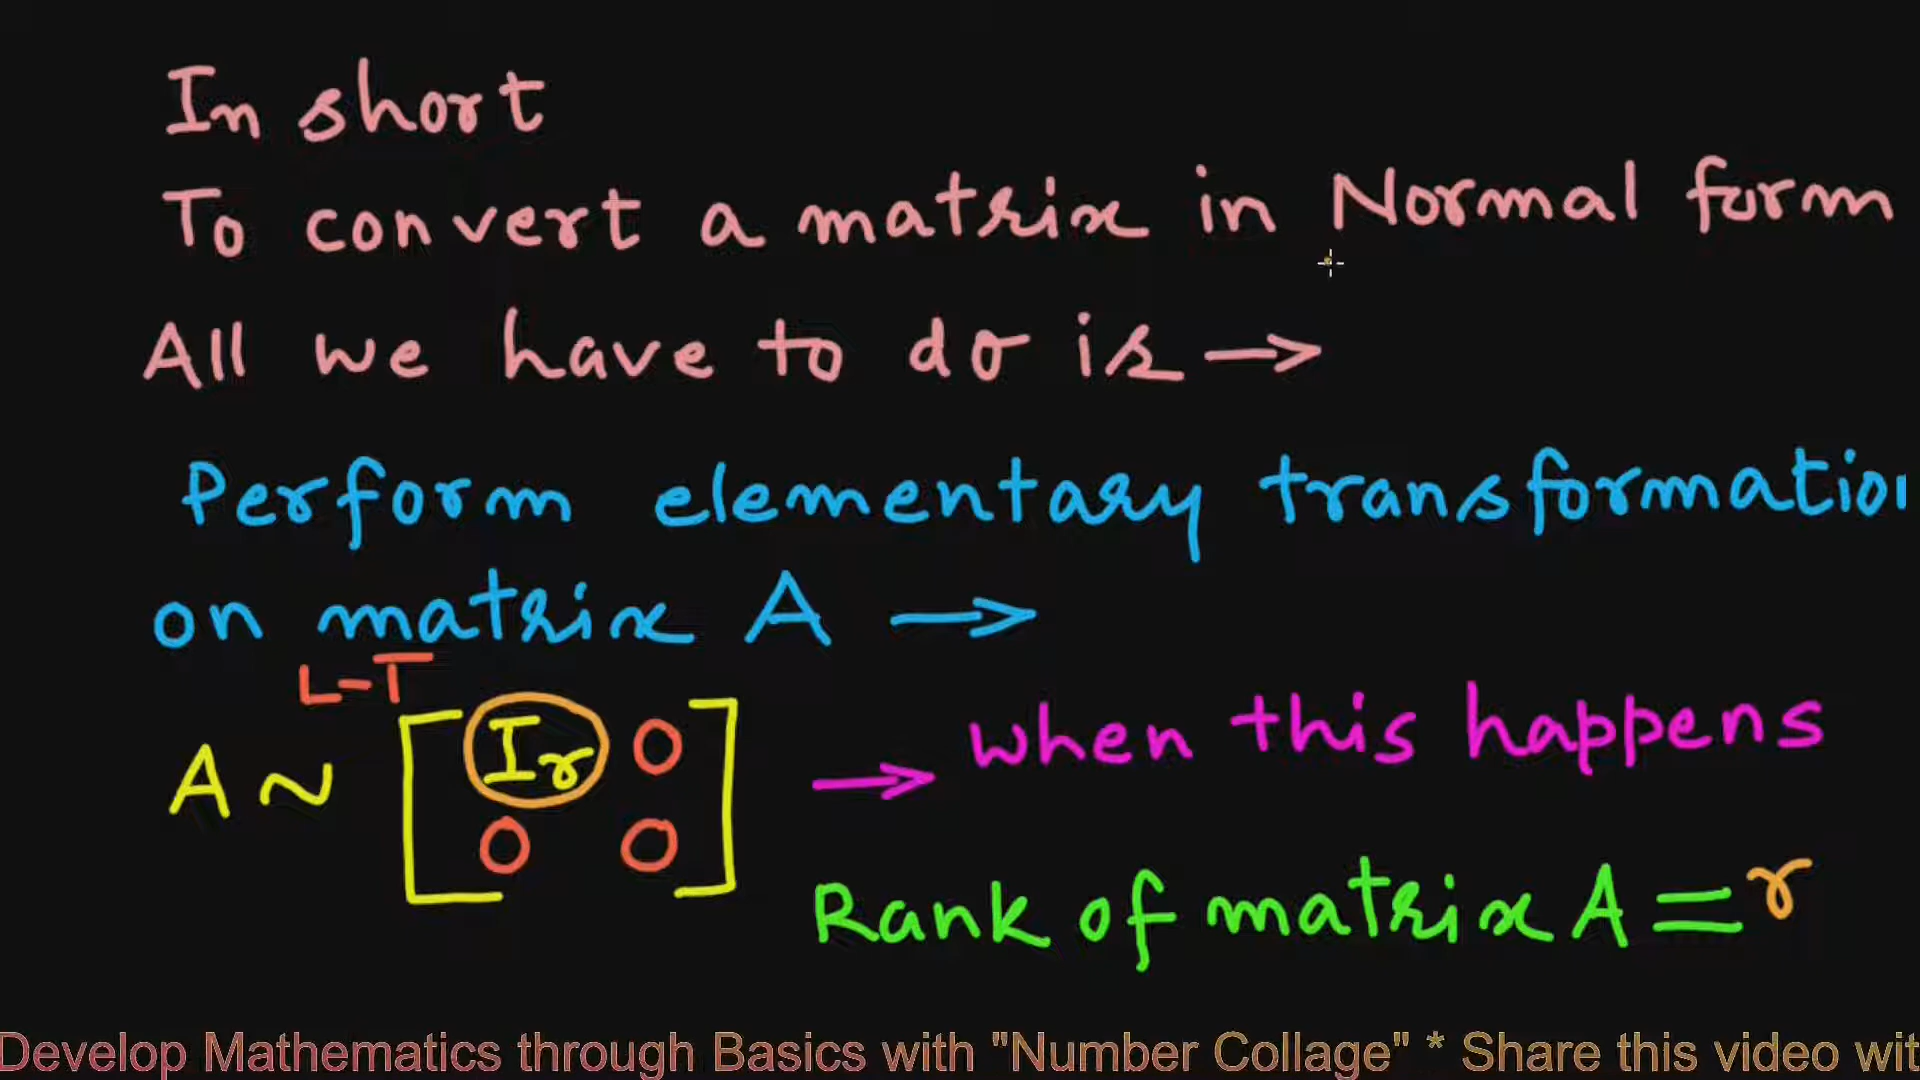 In short
To convert a matrix in Normal form
All we have to do is →
Perform elementary transformation
on matrix A →
L-T
A ~ [ Ir 0 → when this happens
0 0 ]
Rank of matrix A = r
Develop Mathematics through Basics with "Number Collage" * Share this video wit